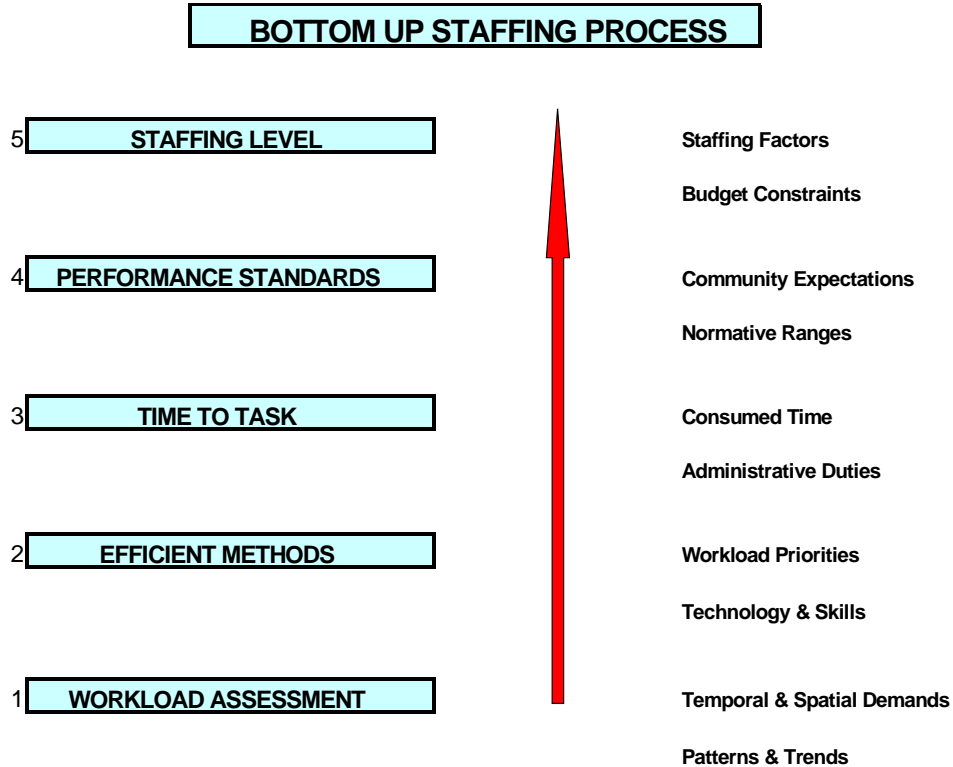 BOTTOM UP STAFFING PROCESS
5 STAFFING LEVEL
Staffing Factors
Budget Constraints
4 PERFORMANCE STANDARDS
Community Expectations
Normative Ranges
3 TIME TO TASK
Consumed Time
Administrative Duties
2 EFFICIENT METHODS
Workload Priorities
Technology & Skills
1 WORKLOAD ASSESSMENT
Temporal & Spatial Demands
Patterns & Trends